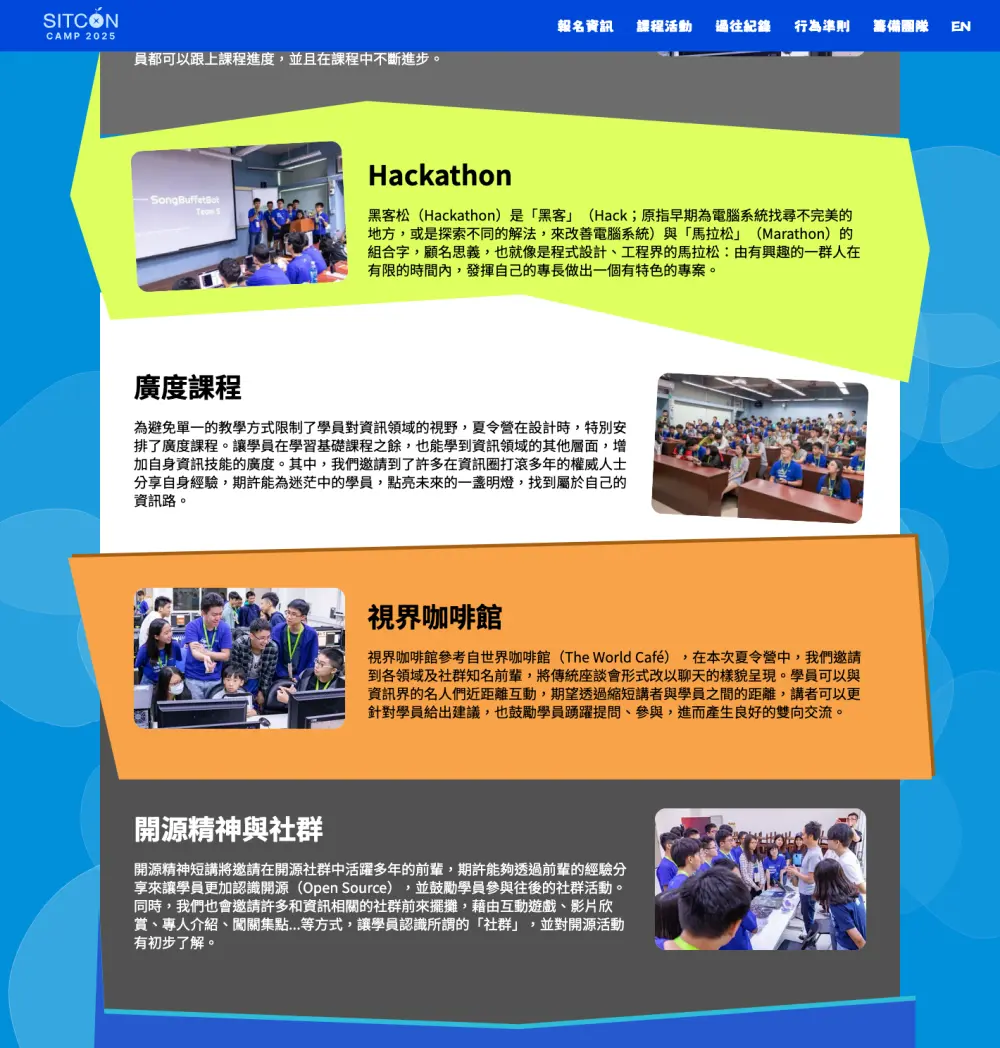 SITCON
CAMP 2025
報名資訊
課程活動
過往紀錄
行為準則
籌備團隊
EN
員都可以跟上課程進度，並且在課程中不斷進步。
SongBuffetBot
Team 5
Hackathon
黑客松（Hackathon）是「黑客」（Hack；原指早期為電腦系統找尋不完美的
地方，或是探索不同的解法，來改善電腦系統）與「馬拉松」（Marathon）的
組合字，顧名思義，也就像是程式設計、工程界的馬拉松：由有興趣的一群人在
有限的時間內，發揮自己的專長做出一個有特色的專案。
廣度課程
為避免單一的教學方式限制了學員對資訊領域的視野，夏令營在設計時，特別安
排了廣度課程。讓學員在學習基礎課程之餘，也能學到資訊領域的其他層面，增
加自身資訊技能的廣度。其中，我們邀請到了許多在資訊圈打滾多年的權威人士
分享自身經驗，期許能為迷茫中的學員，點亮未來的一盞明燈，找到屬於自己的
資訊路。
視界咖啡館
視界咖啡館參考自世界咖啡館（The World Café），在本次夏令營中，我們邀請
到各領域及社群知名前輩，將傳統座談會形式改以聊天的樣貌呈現。學員可以與
資訊界的名人們近距離互動，期望透過縮短講者與學員之間的距離，講者可以更
針對學員給出建議，也鼓勵學員踴躍提問、參與，進而產生良好的雙向交流。
開源精神與社群
開源精神短講將邀請在開源社群中活躍多年的前輩，期許能夠透過前輩的經驗分
享來讓學員更加認識開源（Open Source），並鼓勵學員參與往後的社群活動。
同時，我們也會邀請許多和資訊相關的社群前來擺攤，藉由互動遊戲、影片欣
賞、專人介紹、闖關集點...等方式，讓學員認識所謂的「社群」，並對開源活動
有初步了解。